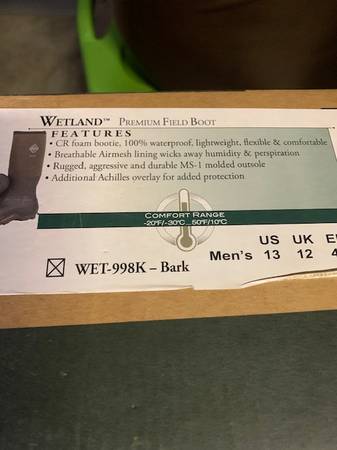 WETLAND™ PREMIUM FIELD BOOT
FEATURES
• CR foam bootie, 100% waterproof, lightweight, flexible & comfortable
• Breathable Airmesh lining wicks away humidity & perspiration
• Rugged, aggressive and durable MS-1 molded outsole
• Additional Achilles overlay for added protection
COMFORT RANGE
-20°F/-30°C...50°F/10°C
US UK
Men's 13 12
WET-998K – Bark